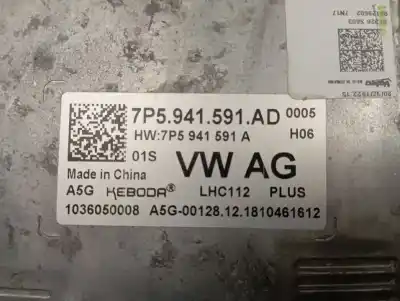 7P5.941.591.AD 0005
HW:7P5 941 591 A H06
01S VW AG
Made in China
A5G KEBODA® LHC112 PLUS
1036050008 A5G-00128.12.1810461612